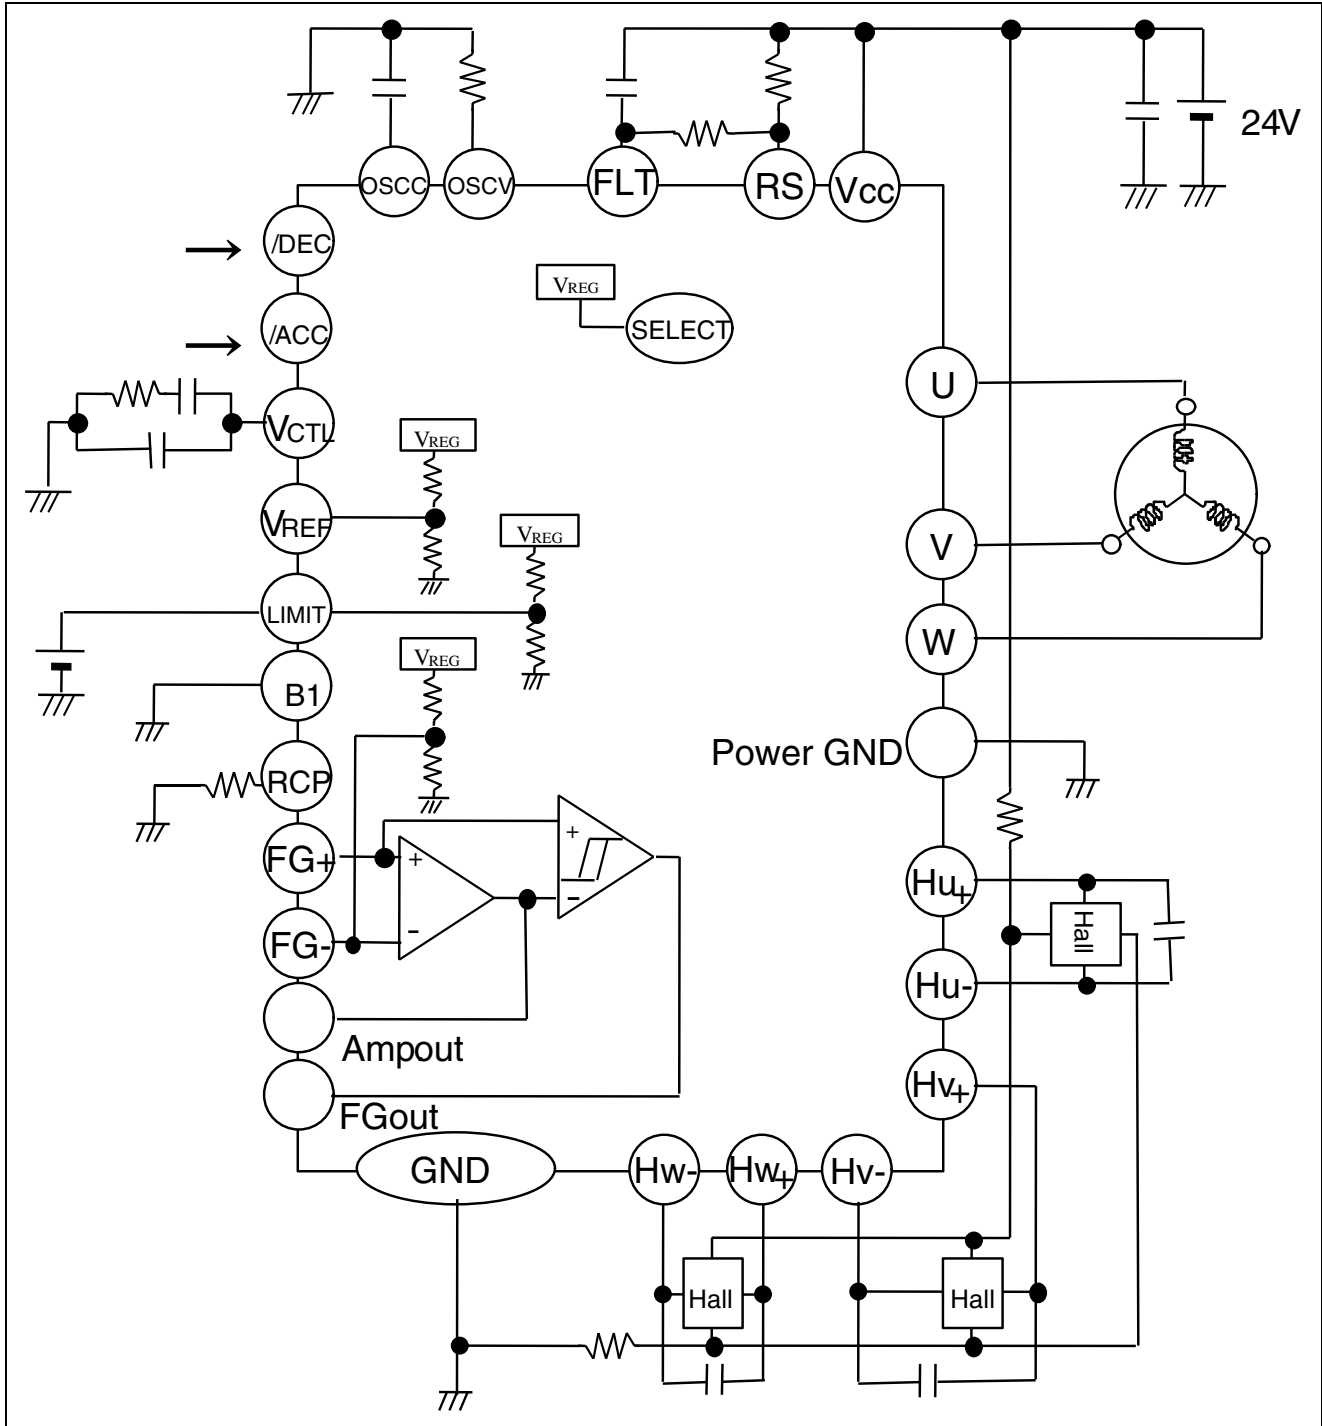 24V
OSCC
OSCV
FLT
RS
Vcc
/DEC
VREG
SELECT
/ACC
U
VCTL
VREG
VREF
VREG
V
LIMIT
W
VREG
B1
Power GND
RCP
FG+
+
+
-
Hu+
Hall
FG-
-
Hu-
Ampout
Hv+
FGout
GND
Hw-
Hw+
Hv-
Hall
Hall